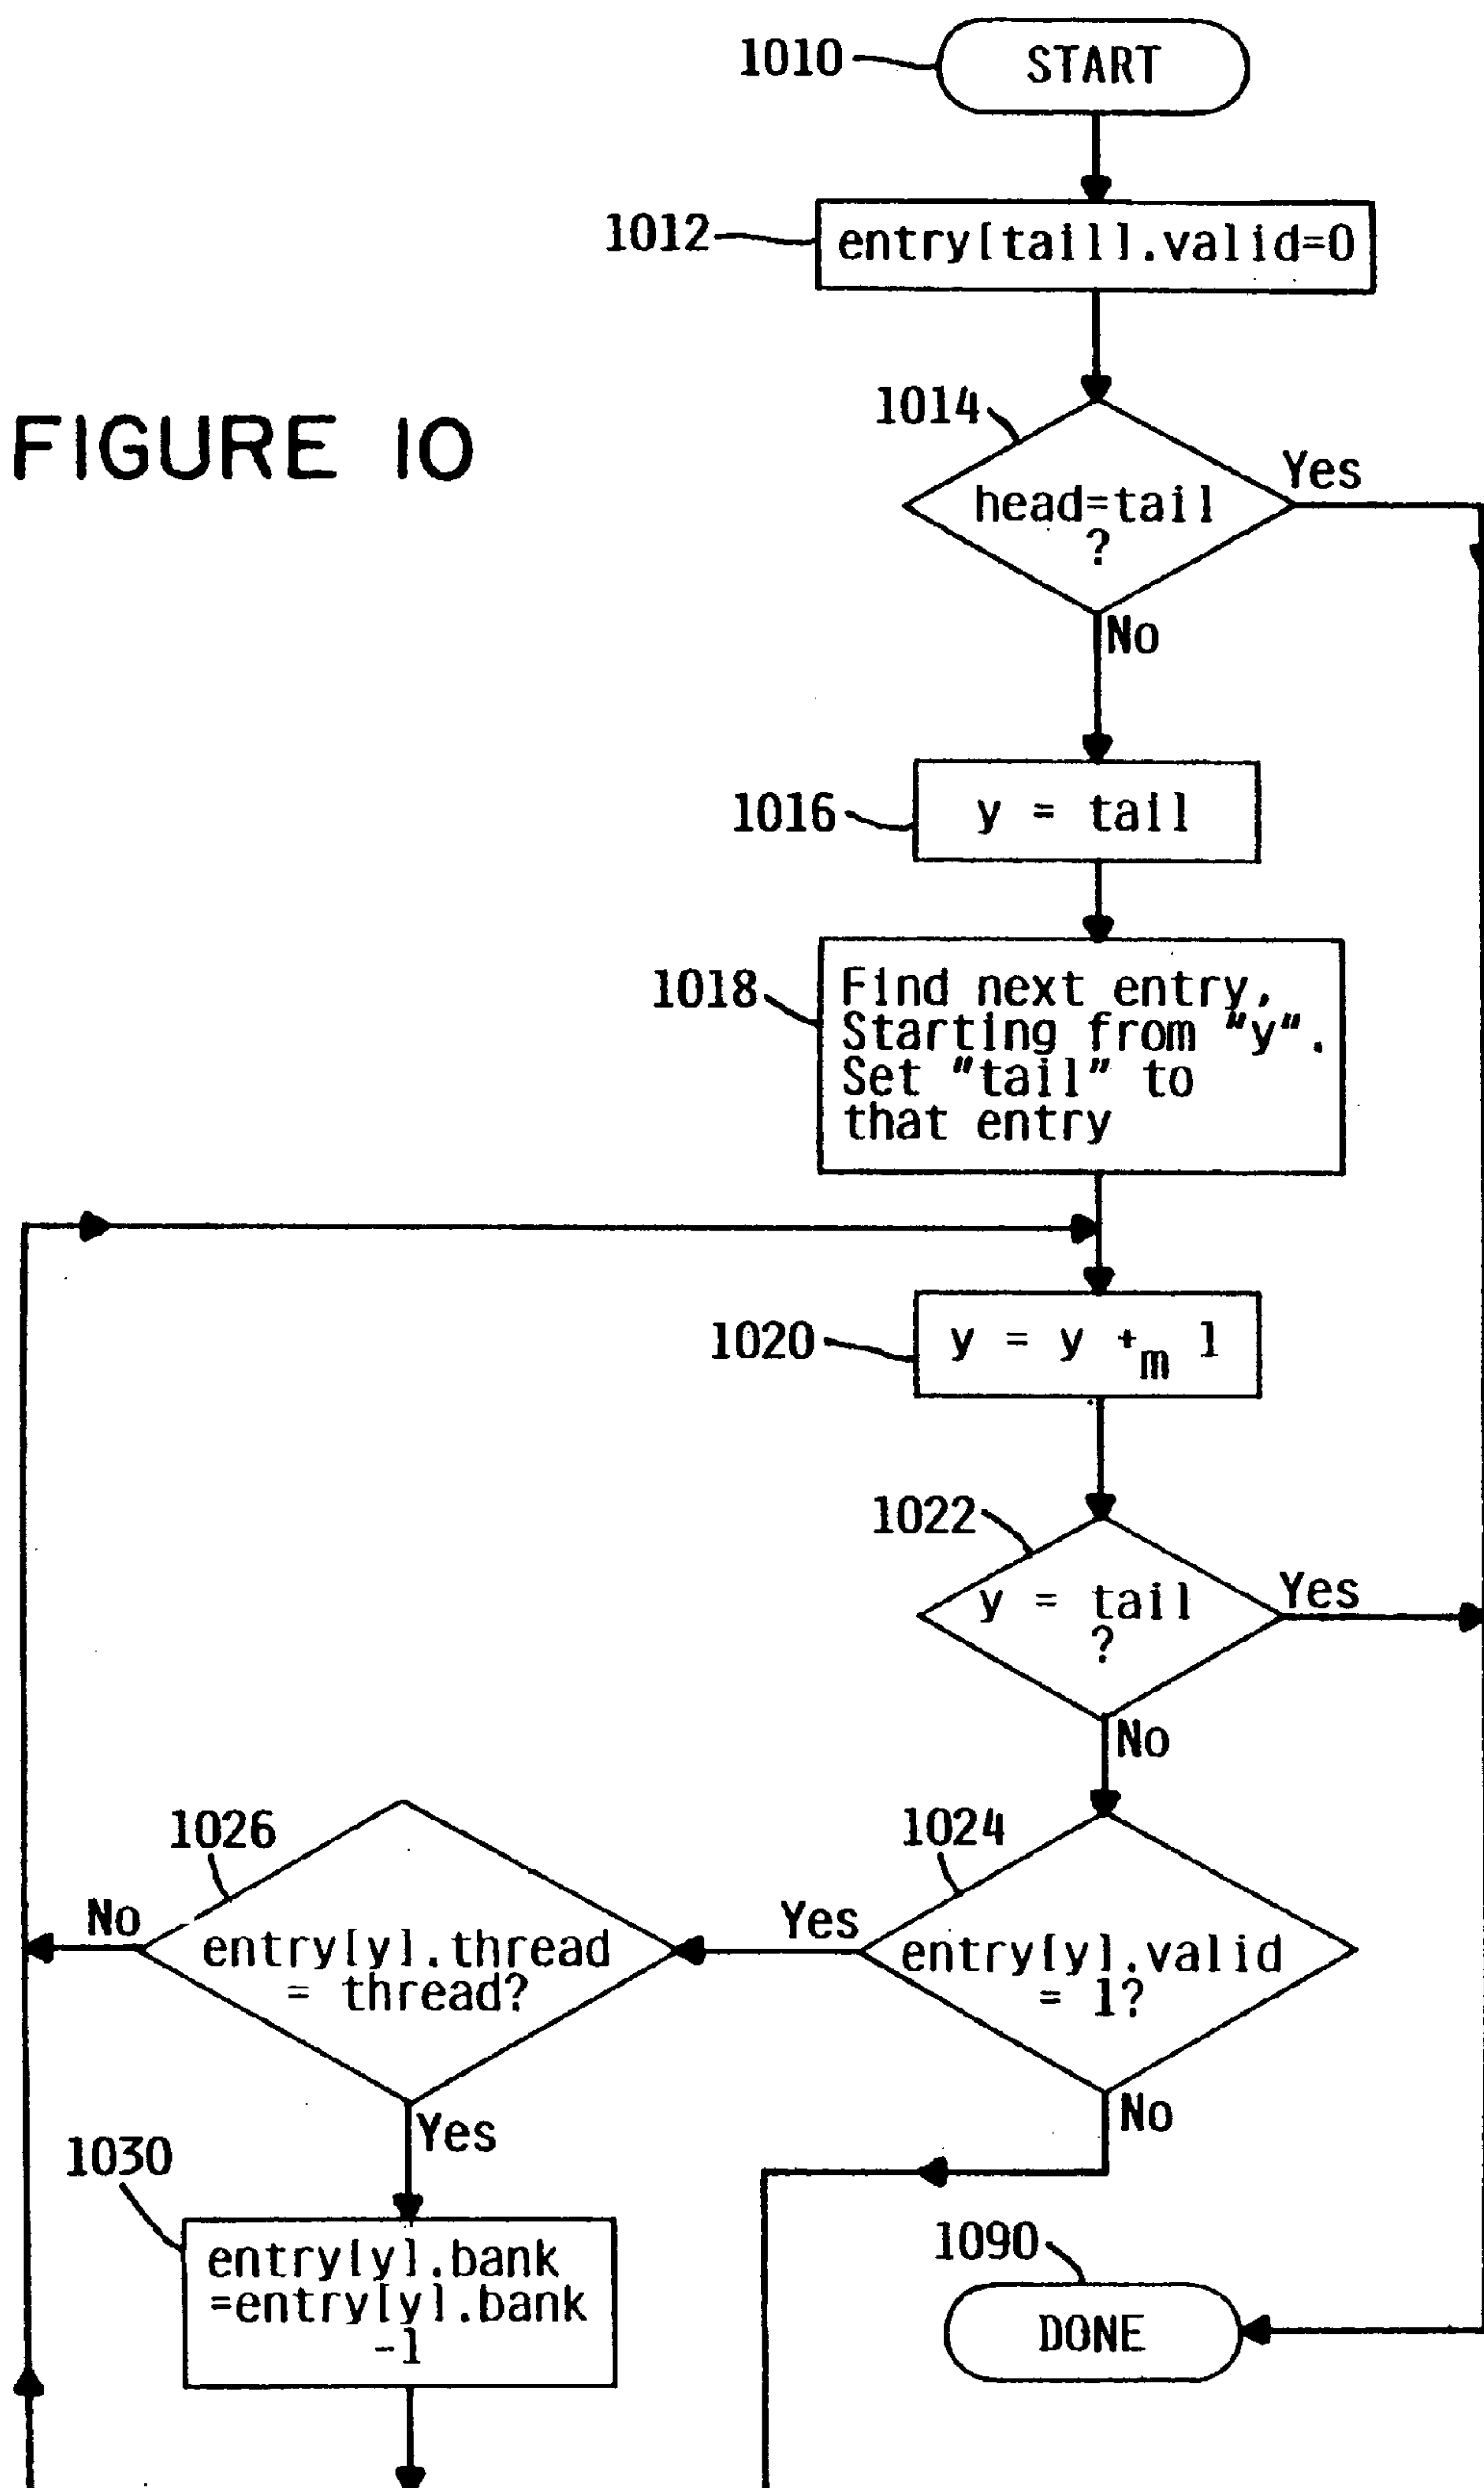 1010
START
1012
entry[tail].valid=0
FIGURE 10
1014
head=tail
?
Yes
No
1016
y = tail
1018
Find next entry,
Starting from "y".
Set "tail" to
that entry
1020
y = y +m 1
1022
y = tail
?
Yes
No
1026
1024
No
entry[y].thread
= thread?
Yes
entry[y].valid
= 1?
Yes
No
1030
entry[y].bank
=entry[y].bank
-1
1090
DONE